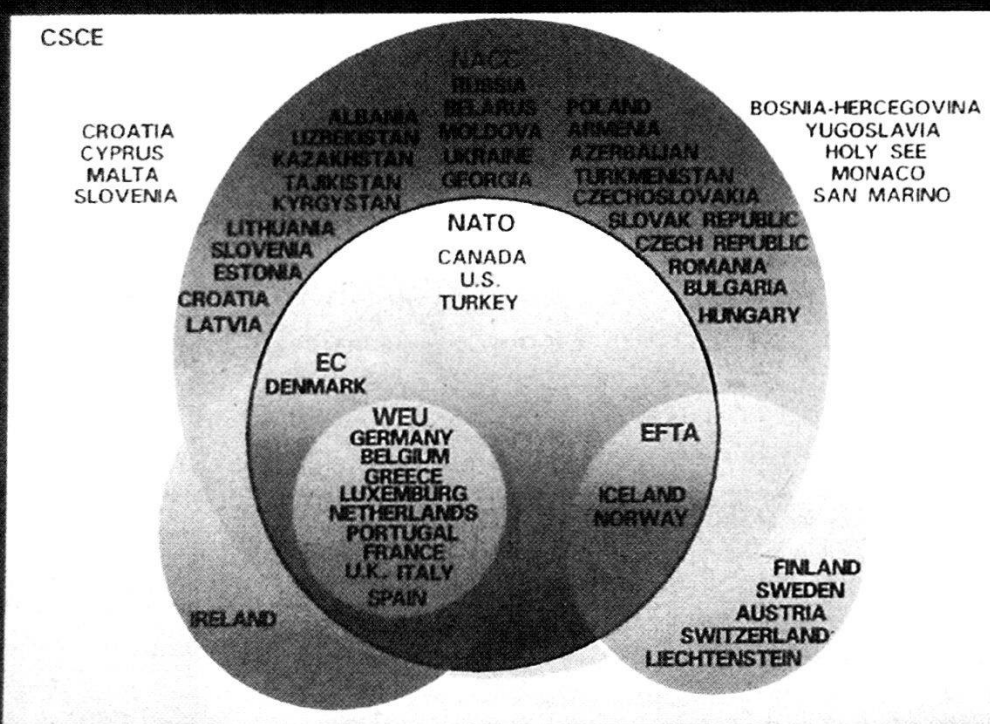 CSCE
CROATIA
CYPRUS
MALTA
SLOVENIA
NACC
RUSSIA
BELARUS
MOLDOVA
UKRAINE
GEORGIA
ALBANIA
UZBEKISTAN
KAZAKHSTAN
TAJIKISTAN
KYRGYSTAN
LITHUANIA
SLOVENIA
ESTONIA
CROATIA
LATVIA
POLAND
ARMENIA
AZERBAIJAN
TURKMENISTAN
CZECHOSLOVAKIA
SLOVAK REPUBLIC
CZECH REPUBLIC
ROMANIA
BULGARIA
HUNGARY
BOSNIA-HERCEGOVINA
YUGOSLAVIA
HOLY SEE
MONACO
SAN MARINO
NATO
CANADA
U.S.
TURKEY
EC
DENMARK
WEU
GERMANY
BELGIUM
GREECE
LUXEMBURG
NETHERLANDS
PORTUGAL
FRANCE
U.K. ITALY
SPAIN
EFTA
ICELAND
NORWAY
IRELAND
FINLAND
SWEDEN
AUSTRIA
SWITZERLAND
LIECHTENSTEIN